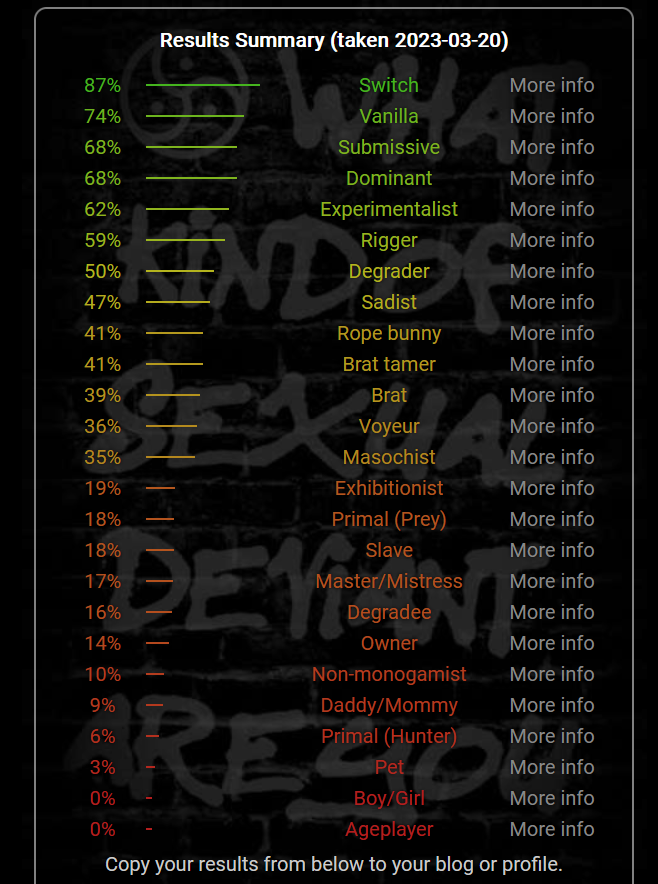 Results Summary (taken 2023-03-20)
87% Switch More info
74% Vanilla More info
68% Submissive More info
68% Dominant More info
62% Experimentalist More info
59% Rigger More info
50% Degrader More info
47% Sadist More info
41% Rope bunny More info
41% Brat tamer More info
39% Brat More info
36% Voyeur More info
35% Masochist More info
19% Exhibitionist More info
18% Primal (Prey) More info
18% Slave More info
17% Master/Mistress More info
16% Degradee More info
14% Owner More info
10% Non-monogamist More info
9% Daddy/Mommy More info
6% Primal (Hunter) More info
3% Pet More info
0% Boy/Girl More info
0% Ageplayer More info
Copy your results from below to your blog or profile.
WHAT
KIND OF
SEXUAL
DEVIANT
ARE YOU